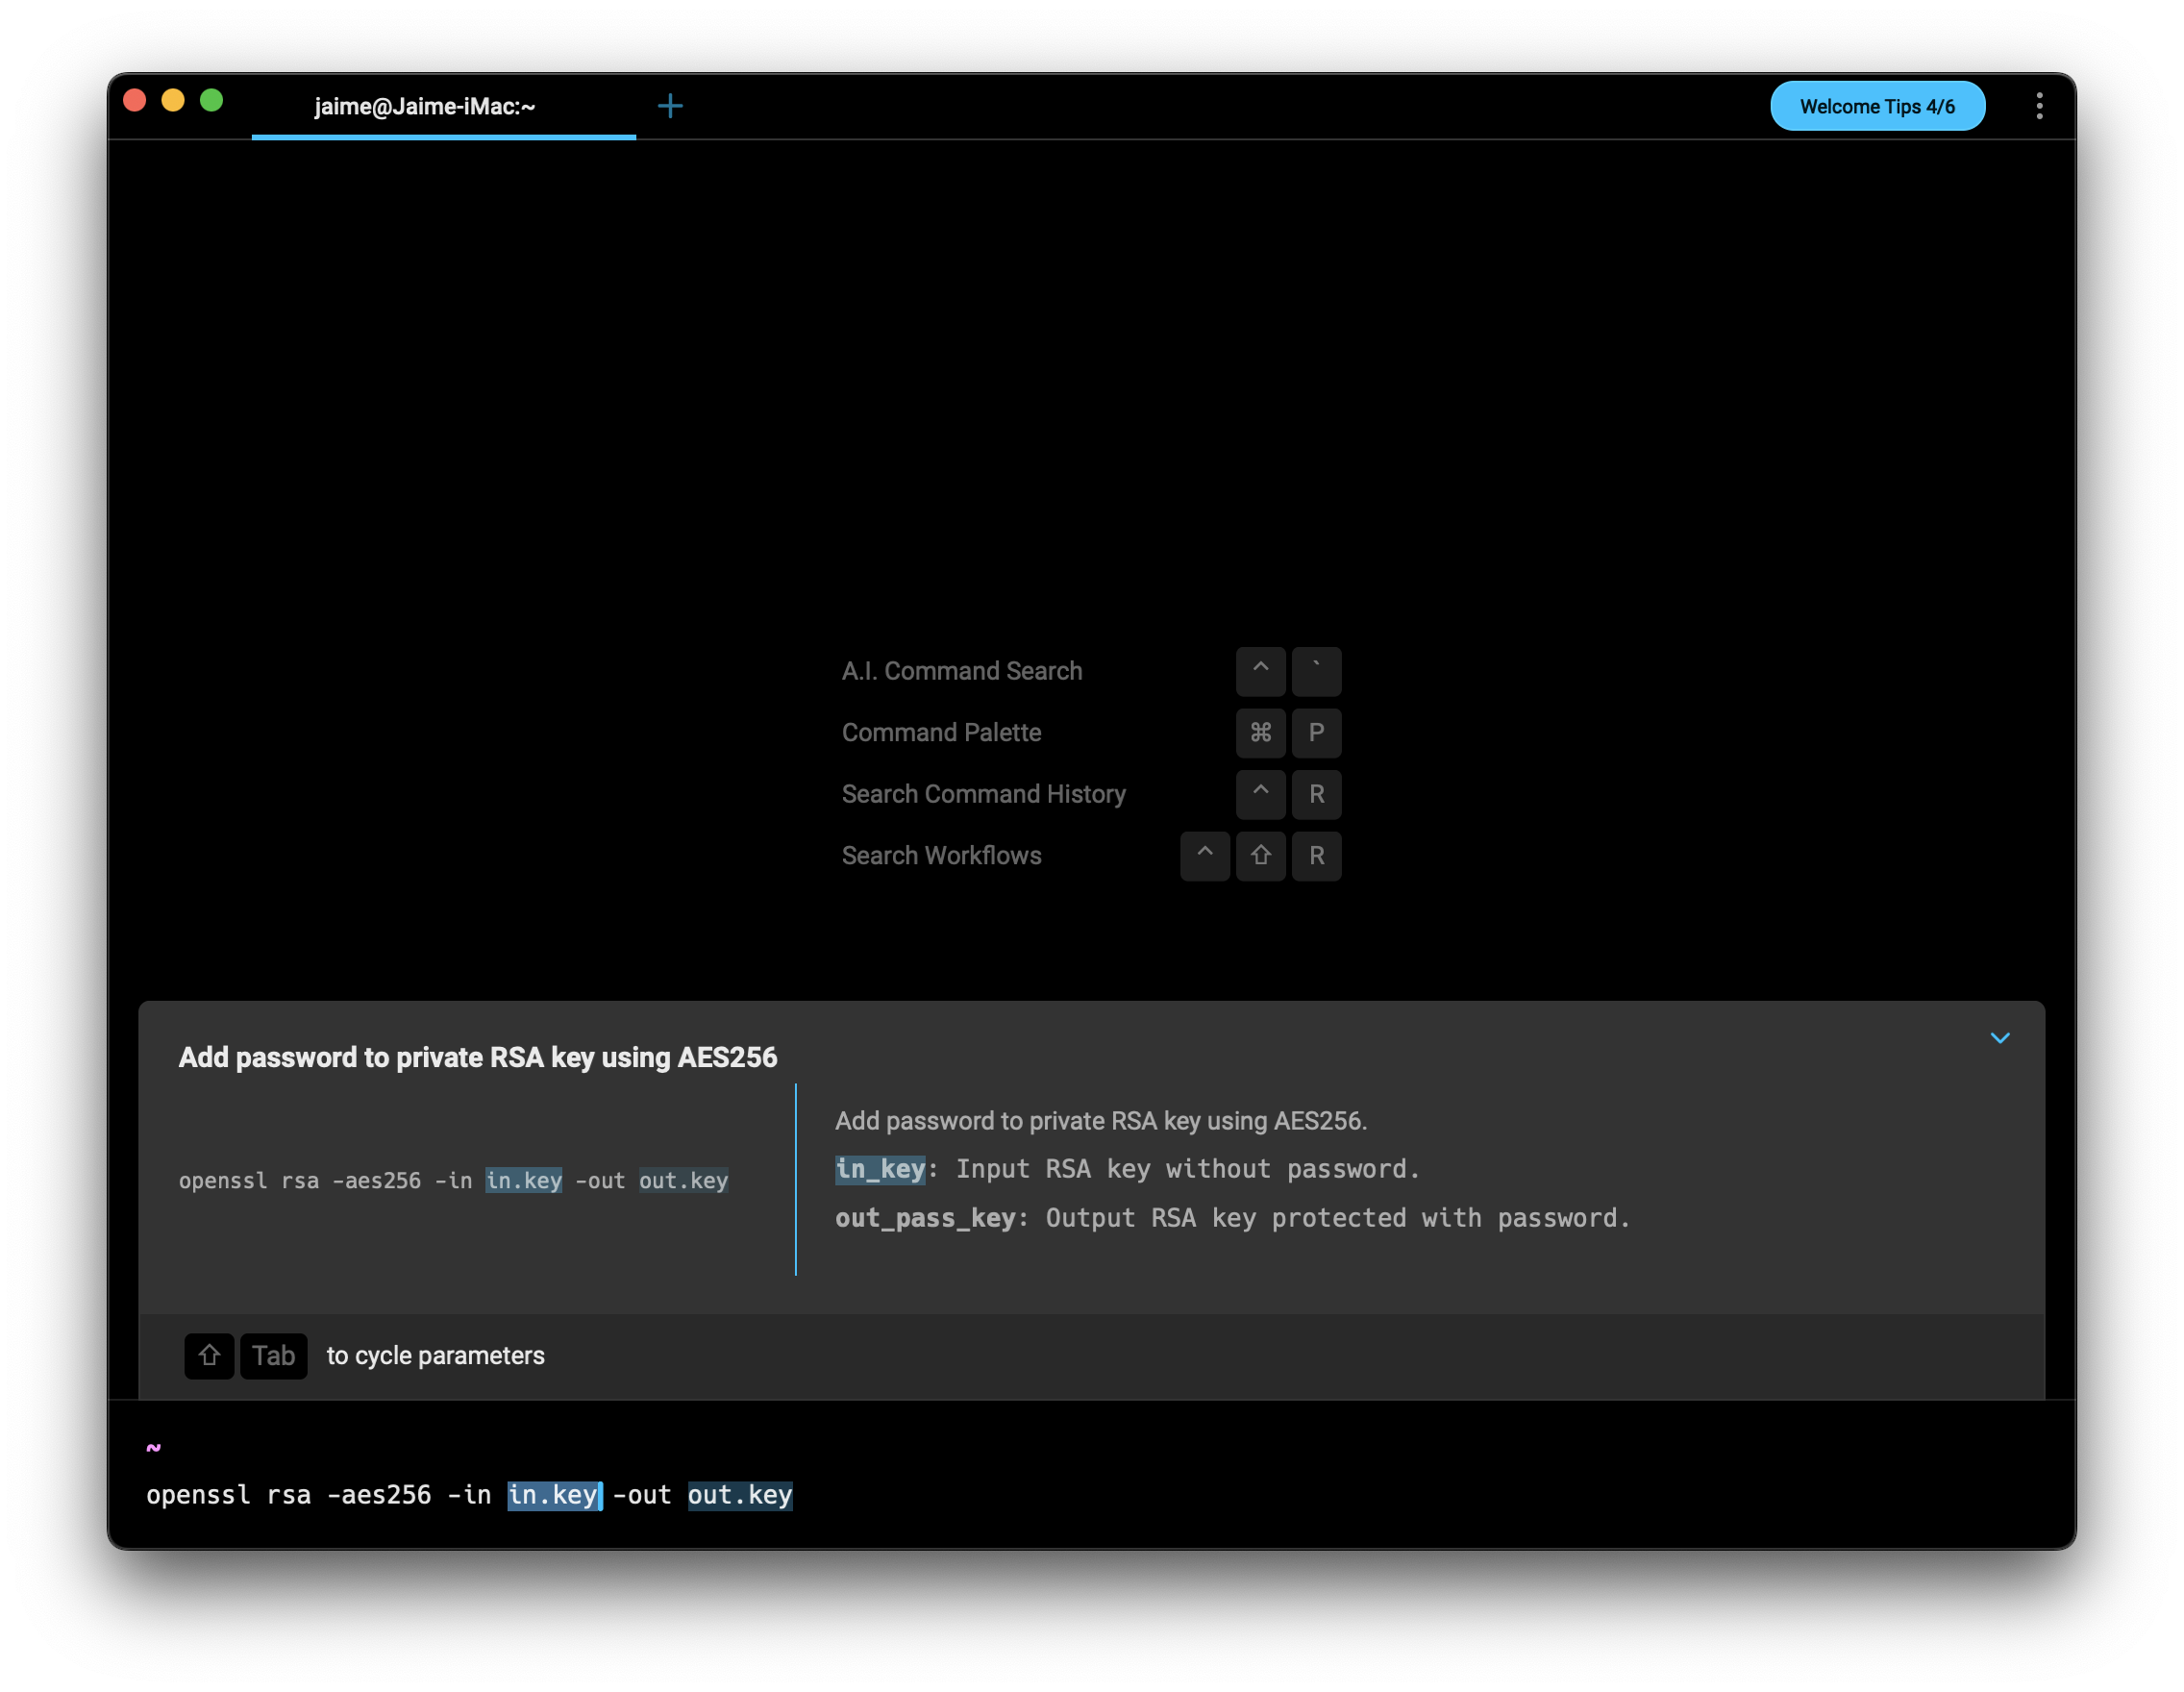 jaime@Jaime-iMac:~ + Welcome Tips 4/6
A.I. Command Search ^ `
Command Palette ⌘ P
Search Command History ^ R
Search Workflows ^ ⇧ R
Add password to private RSA key using AES256
Add password to private RSA key using AES256.
openssl rsa -aes256 -in in.key -out out.key
in_key: Input RSA key without password.
out_pass_key: Output RSA key protected with password.
⇧ Tab to cycle parameters
~
openssl rsa -aes256 -in in.key -out out.key